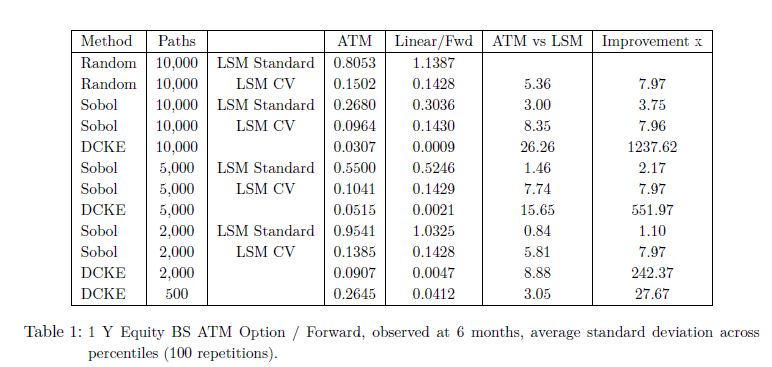 Method Paths ATM Linear/Fwd ATM vs LSM Improvement x
Random 10,000 LSM Standard 0.8053 1.1387
Random 10,000 LSM CV 0.1502 0.1428 5.36 7.97
Sobol 10,000 LSM Standard 0.2680 0.3036 3.00 3.75
Sobol 10,000 LSM CV 0.0964 0.1430 8.35 7.96
DCKE 10,000 0.0307 0.0009 26.26 1237.62
Sobol 5,000 LSM Standard 0.5500 0.5246 1.46 2.17
Sobol 5,000 LSM CV 0.1041 0.1429 7.74 7.97
DCKE 5,000 0.0515 0.0021 15.65 551.97
Sobol 2,000 LSM Standard 0.9541 1.0325 0.84 1.10
Sobol 2,000 LSM CV 0.1385 0.1428 5.81 7.97
DCKE 2,000 0.0907 0.0047 8.88 242.37
DCKE 500 0.2645 0.0412 3.05 27.67
Table 1: 1 Y Equity BS ATM Option / Forward, observed at 6 months, average standard deviation across
percentiles (100 repetitions).